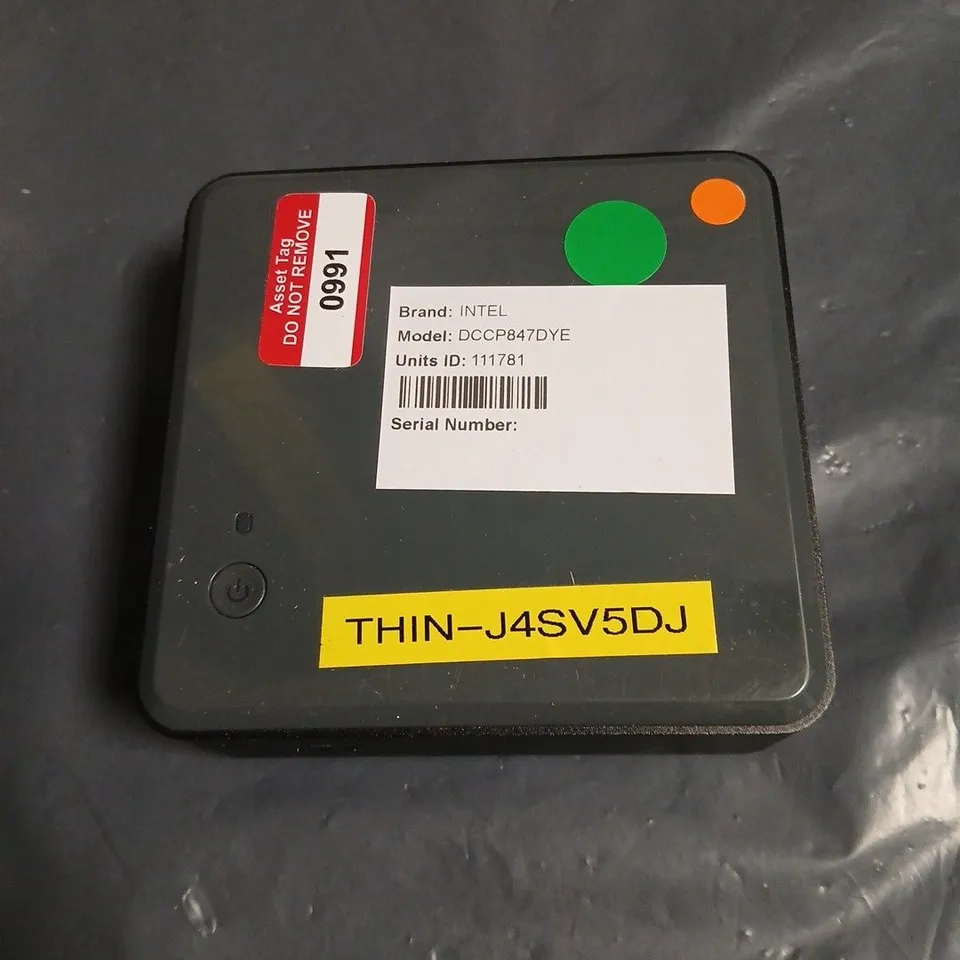 Asset Tag
DO NOT REMOVE
0991
Brand: INTEL
Model: DCCP847DYE
Units ID: 111781
Serial Number:
THIN-J4SV5DJ